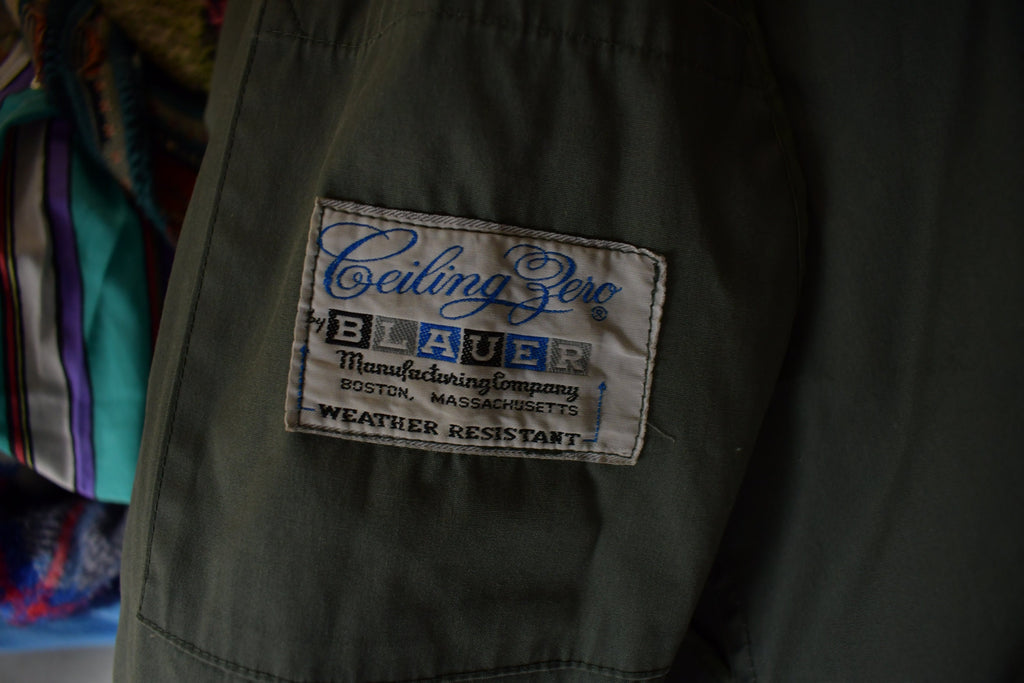 Ceiling Zero ®
by BLAUER
Manufacturing Company
BOSTON, MASSACHUSETTS
WEATHER RESISTANT